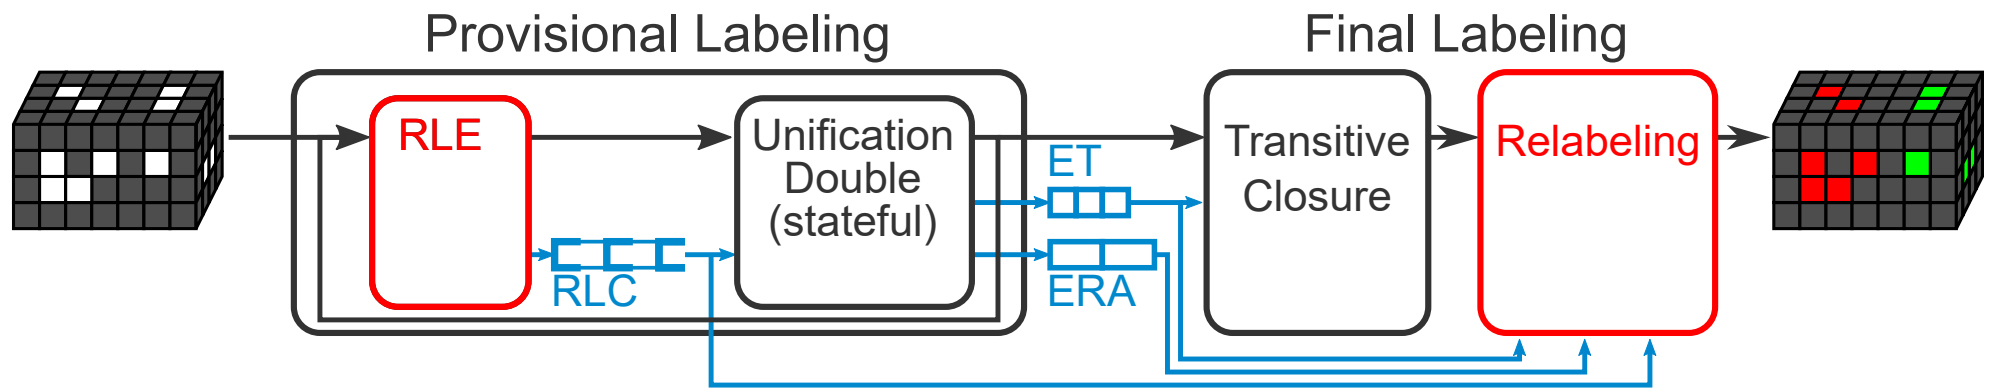 Provisional Labeling
Final Labeling
RLE
Unification
Double
(stateful)
RLC
ET
ERA
Transitive
Closure
Relabeling